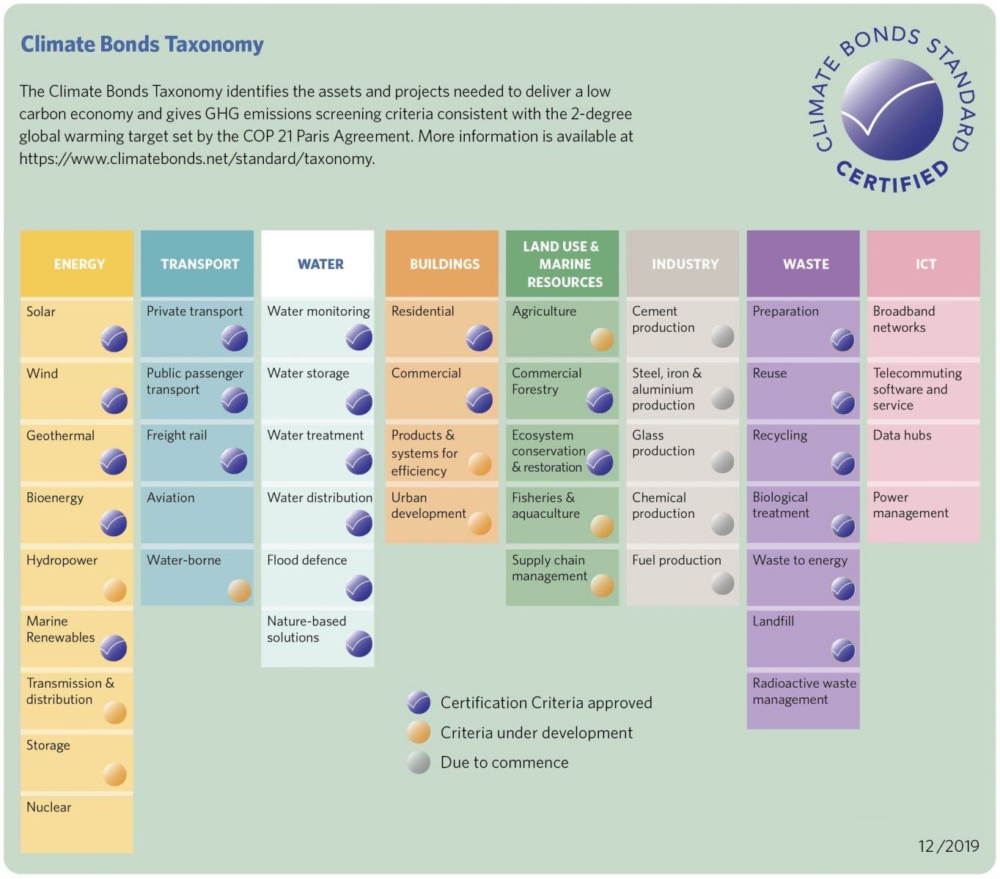 Climate Bonds Taxonomy
CLIMATE BONDS STANDARD
CERTIFIED
The Climate Bonds Taxonomy identifies the assets and projects needed to deliver a low
carbon economy and gives GHG emissions screening criteria consistent with the 2-degree
global warming target set by the COP 21 Paris Agreement. More information is available at
https://www.climatebonds.net/standard/taxonomy.
ENERGY
Solar
Wind
Geothermal
Bioenergy
Hydropower
Marine
Renewables
Transmission &
distribution
Storage
Nuclear
TRANSPORT
Private transport
Public passenger
transport
Freight rail
Aviation
Water-borne
WATER
Water monitoring
Water storage
Water treatment
Water distribution
Flood defence
Nature-based
solutions
BUILDINGS
Residential
Commercial
Products &
systems for
efficiency
Urban
development
LAND USE &
MARINE
RESOURCES
Agriculture
Commercial
Forestry
Ecosystem
conservation
& restoration
Fisheries &
aquaculture
Supply chain
management
INDUSTRY
Cement
production
Steel, iron &
aluminium
production
Glass
production
Chemical
production
Fuel production
WASTE
Preparation
Reuse
Recycling
Biological
treatment
Waste to energy
Landfill
Radioactive waste
management
ICT
Broadband
networks
Telecommuting
software and
service
Data hubs
Power
management
Certification Criteria approved
Criteria under development
Due to commence
12/2019